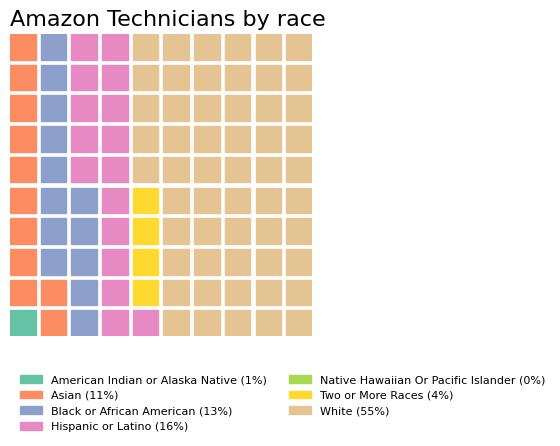 Amazon Technicians by race
American Indian or Alaska Native (1%)
Asian (11%)
Black or African American (13%)
Hispanic or Latino (16%)
Native Hawaiian Or Pacific Islander (0%)
Two or More Races (4%)
White (55%)